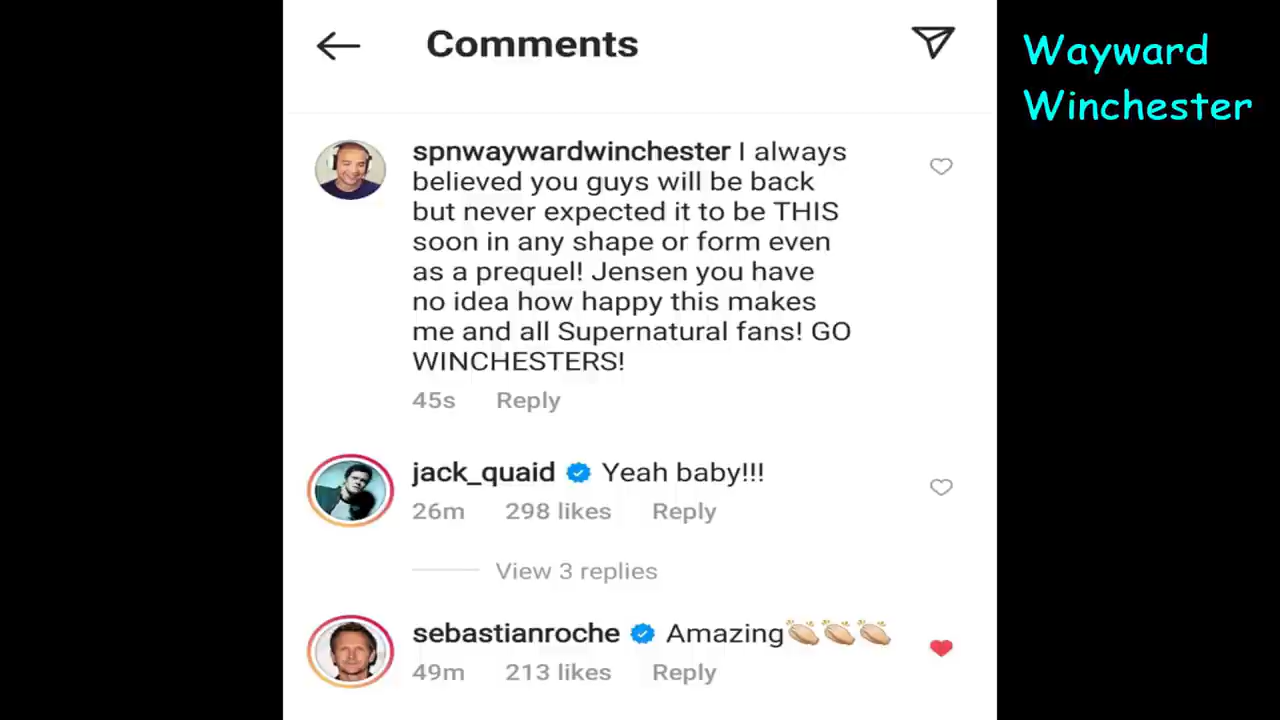 Comments
Wayward
Winchester
spnwaywardwinchester I always
believed you guys will be back
but never expected it to be THIS
soon in any shape or form even
as a prequel! Jensen you have
no idea how happy this makes
me and all Supernatural fans! GO
WINCHESTERS!
45s Reply
jack_quaid Yeah baby!!!
26m 298 likes Reply
View 3 replies
sebastianroche Amazing👏🏼👏🏼👏🏼
49m 213 likes Reply